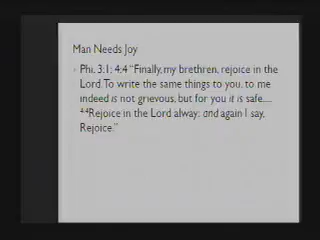 Man Needs Joy
Phi. 3:1; 4:4 “Finally, my brethren, rejoice in the
Lord. To write the same things to you, to me
indeed is not grievous, but for you it is safe....
4:4Rejoice in the Lord alway: and again I say,
Rejoice.”